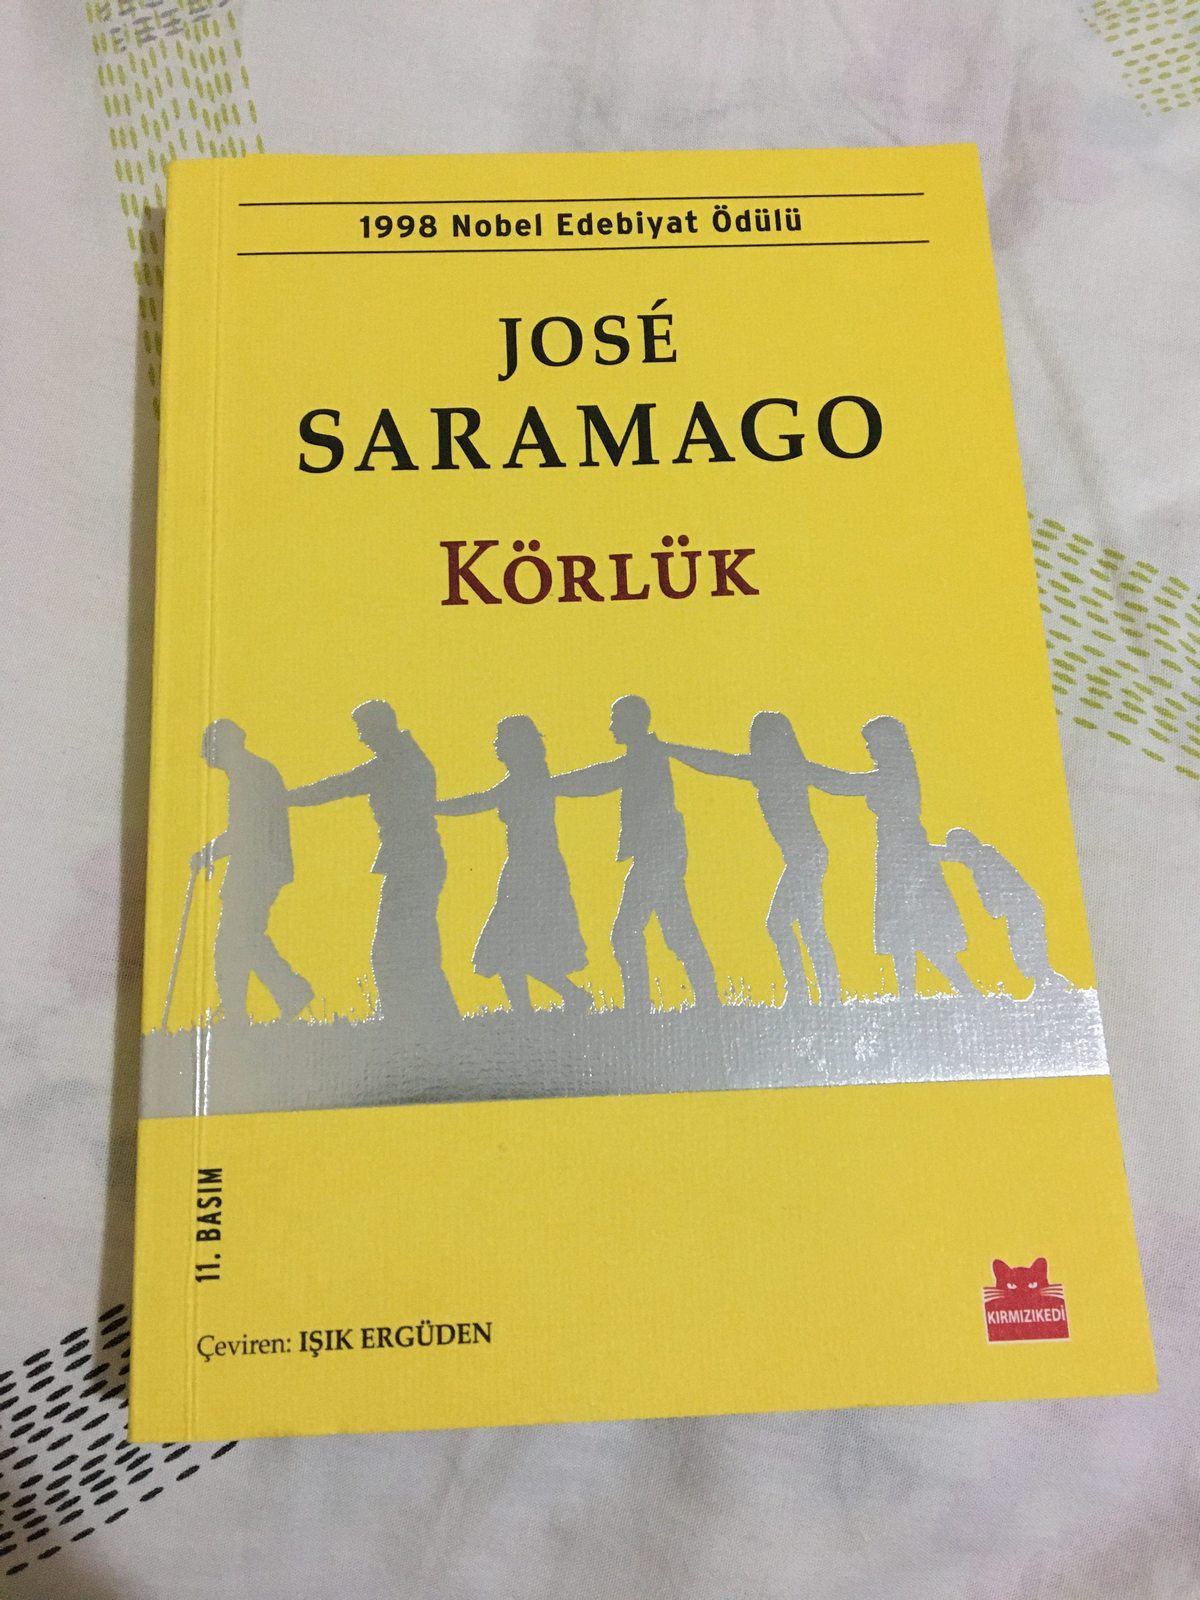 1998 Nobel Edebiyat Ödülü
JOSÉ
SARAMAGO
KÖRLÜK
11. BASIM
Çeviren: IŞIK ERGÜDEN
KIRMIZIKEDİ